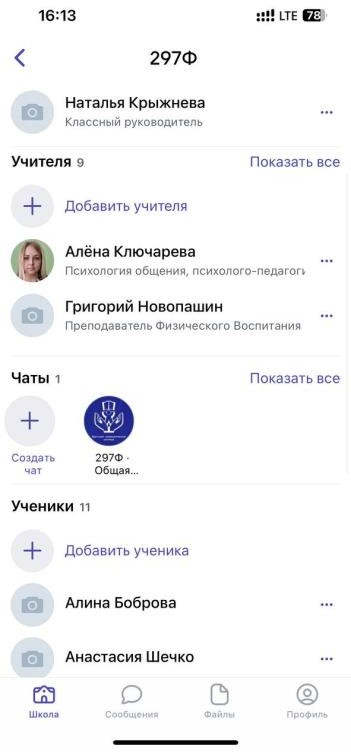 16:13
LTE 78
297Ф
Наталья Крыжнева
Классный руководитель
Учителя 9
Показать все
Добавить учителя
Алёна Ключарева
Психология общения, психолого-педагоги
Григорий Новопашин
Преподаватель Физического Воспитания
Чаты 1
Показать все
Создать
чат
297Ф ·
Общая...
Ученики 11
Добавить ученика
Алина Боброва
Анастасия Шечко
Школа
Сообщения
Файлы
Профиль